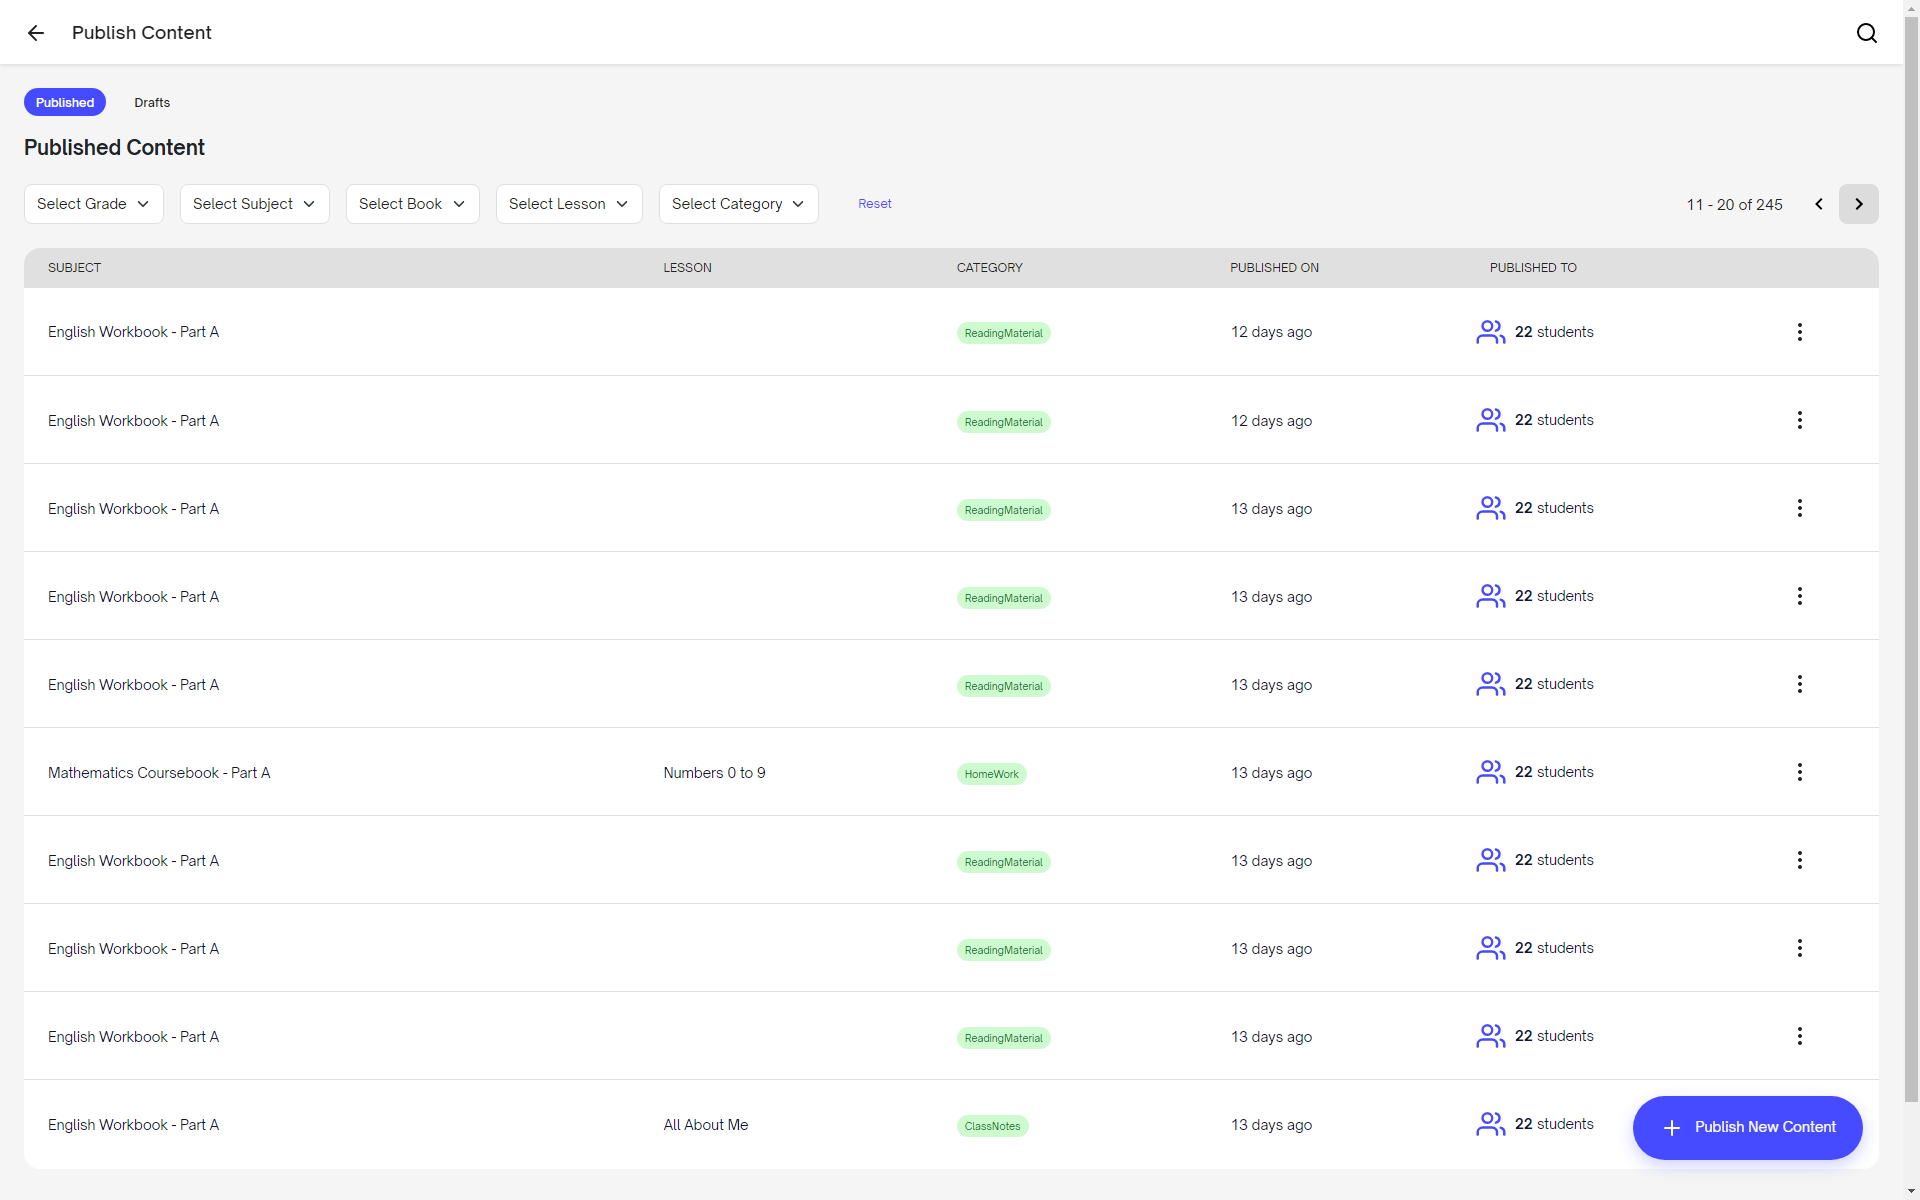 Publish Content
Published Drafts
Published Content
Select Grade Select Subject Select Book Select Lesson Select Category Reset 11 - 20 of 245
SUBJECT LESSON CATEGORY PUBLISHED ON PUBLISHED TO
English Workbook - Part A ReadingMaterial 12 days ago 22 students
English Workbook - Part A ReadingMaterial 12 days ago 22 students
English Workbook - Part A ReadingMaterial 13 days ago 22 students
English Workbook - Part A ReadingMaterial 13 days ago 22 students
English Workbook - Part A ReadingMaterial 13 days ago 22 students
Mathematics Coursebook - Part A Numbers 0 to 9 HomeWork 13 days ago 22 students
English Workbook - Part A ReadingMaterial 13 days ago 22 students
English Workbook - Part A ReadingMaterial 13 days ago 22 students
English Workbook - Part A ReadingMaterial 13 days ago 22 students
English Workbook - Part A All About Me ClassNotes 13 days ago 22 students
Publish New Content